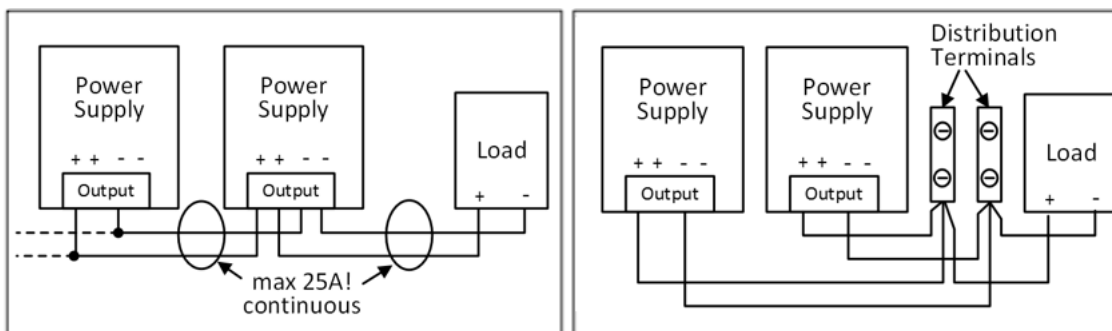 Power
Supply
+ + - -
Output
Power
Supply
+ + - -
Output
Load
+ -
max 25A!
continuous
Power
Supply
+ + - -
Output
Power
Supply
+ + - -
Output
Distribution
Terminals
Load
+ -